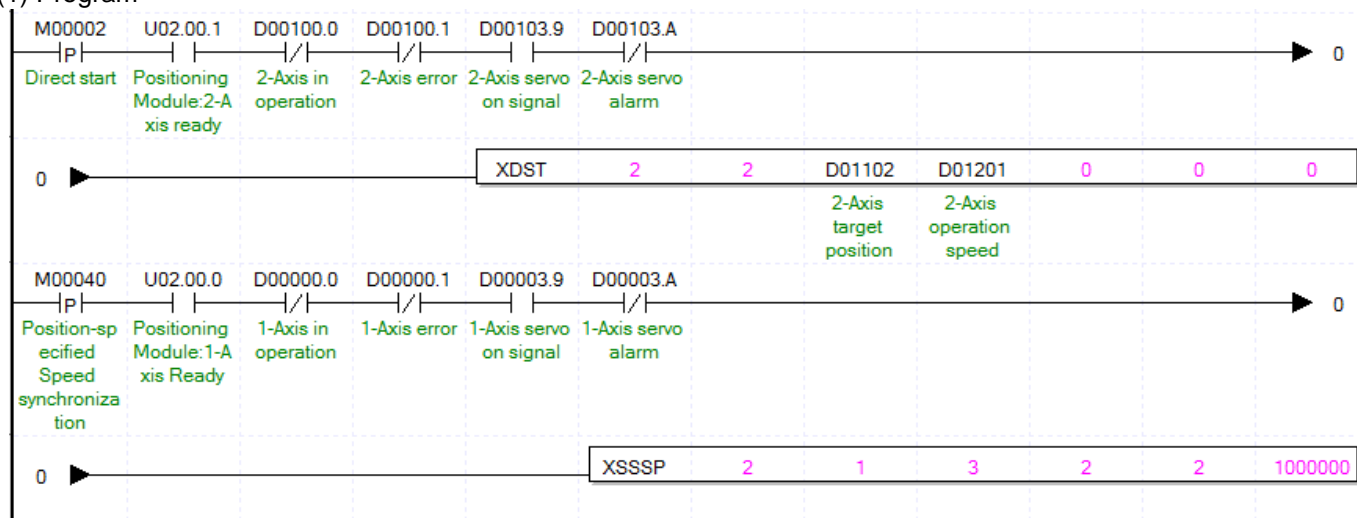 (1) Program
M00002 U02.00.1 D00100.0 D00100.1 D00103.9 D00103.A
P
0
Direct start Positioning 2-Axis in 2-Axis error 2-Axis servo 2-Axis servo
Module:2-A operation on signal alarm
xis ready
0 XDST 2 2 D01102 D01201 0 0 0
2-Axis 2-Axis
target operation
position speed
M00040 U02.00.0 D00000.0 D00000.1 D00003.9 D00003.A
P
0
Position-sp Positioning 1-Axis in 1-Axis error 1-Axis servo 1-Axis servo
ecified Module:1-A operation on signal alarm
Speed xis Ready
synchroniza
tion
0 XSSSP 2 1 3 2 2 1000000